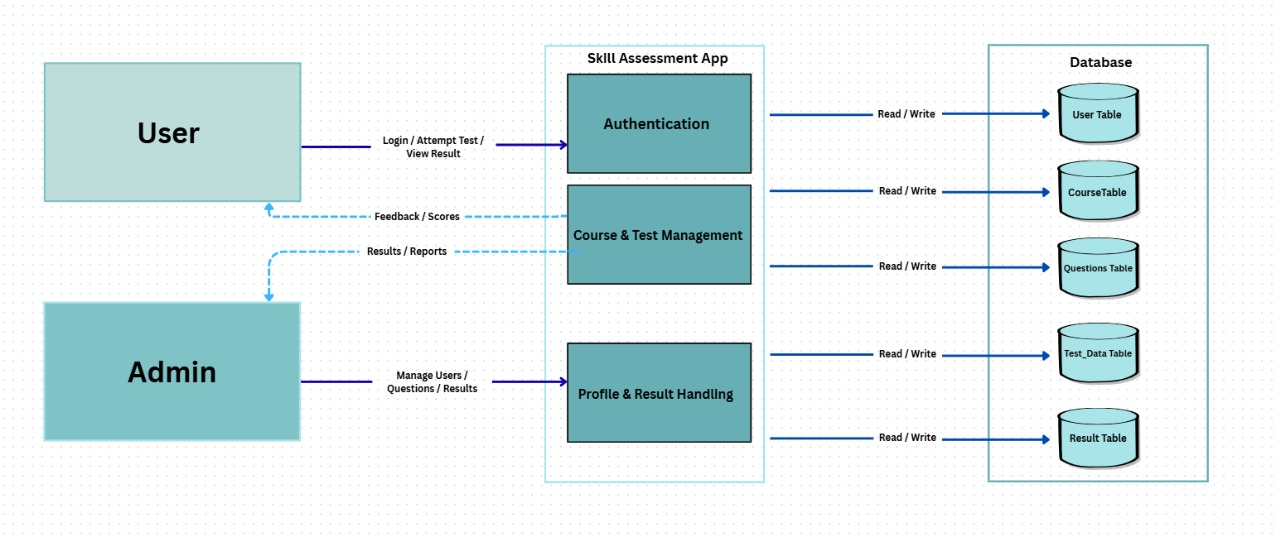 User
Login / Attempt Test /
View Result
Feedback / Scores
Results / Reports
Admin
Manage Users /
Questions / Results
Skill Assessment App
Authentication
Course & Test Management
Profile & Result Handling
Read / Write
Read / Write
Read / Write
Read / Write
Read / Write
Database
User Table
CourseTable
Questions Table
Test_Data Table
Result Table